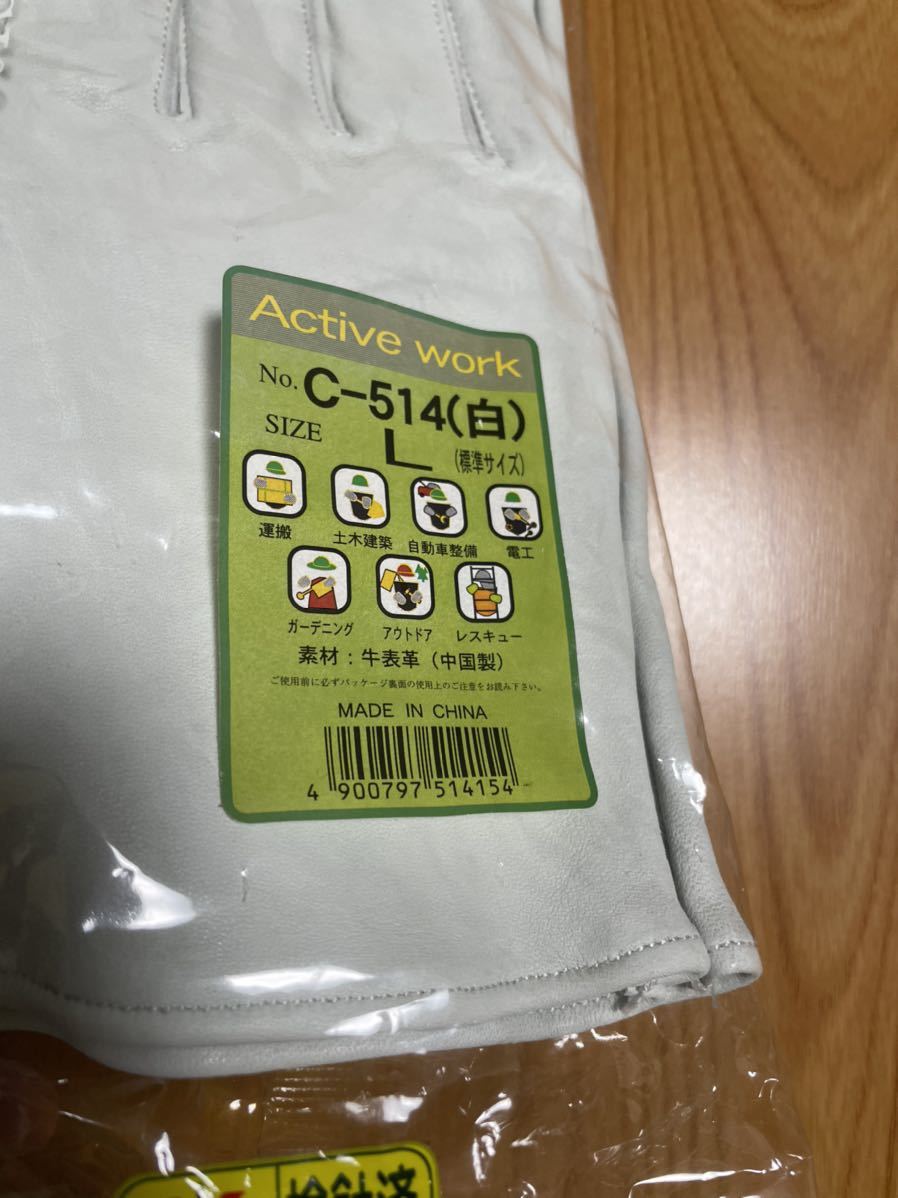 Active work
No. C-514(白)
SIZE L (標準サイズ)
運搬 土木建築 自動車整備 電工
ガーデニング アウトドア レスキュー
素材：牛表革（中国製）
ご使用前に必ずパッケージ裏面の使用上のご注意をお読み下さい。
MADE IN CHINA
4 900797 514154
検針済